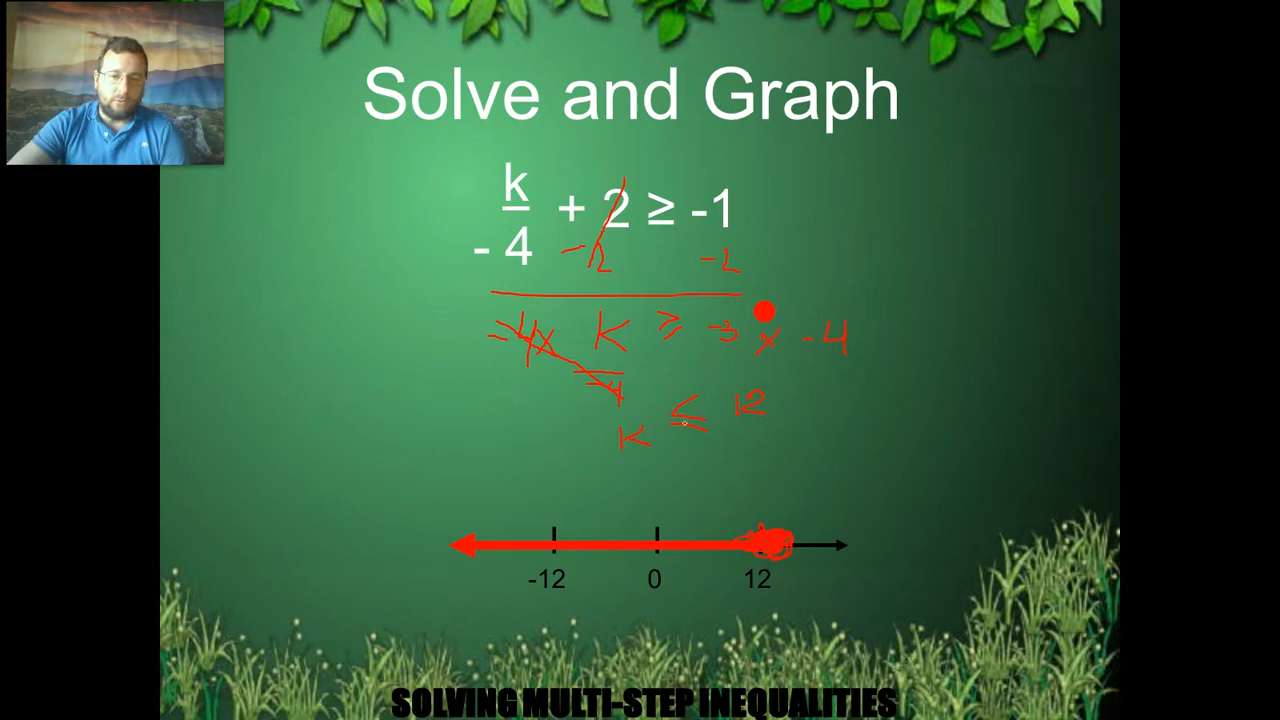 Solve and Graph
k
+ 2 ≥ -1
- 4
-2 -2
-4x K ≥ -3 x -4
-4
K ≤ 12
-12 0 12
SOLVING MULTI-STEP INEQUALITIES